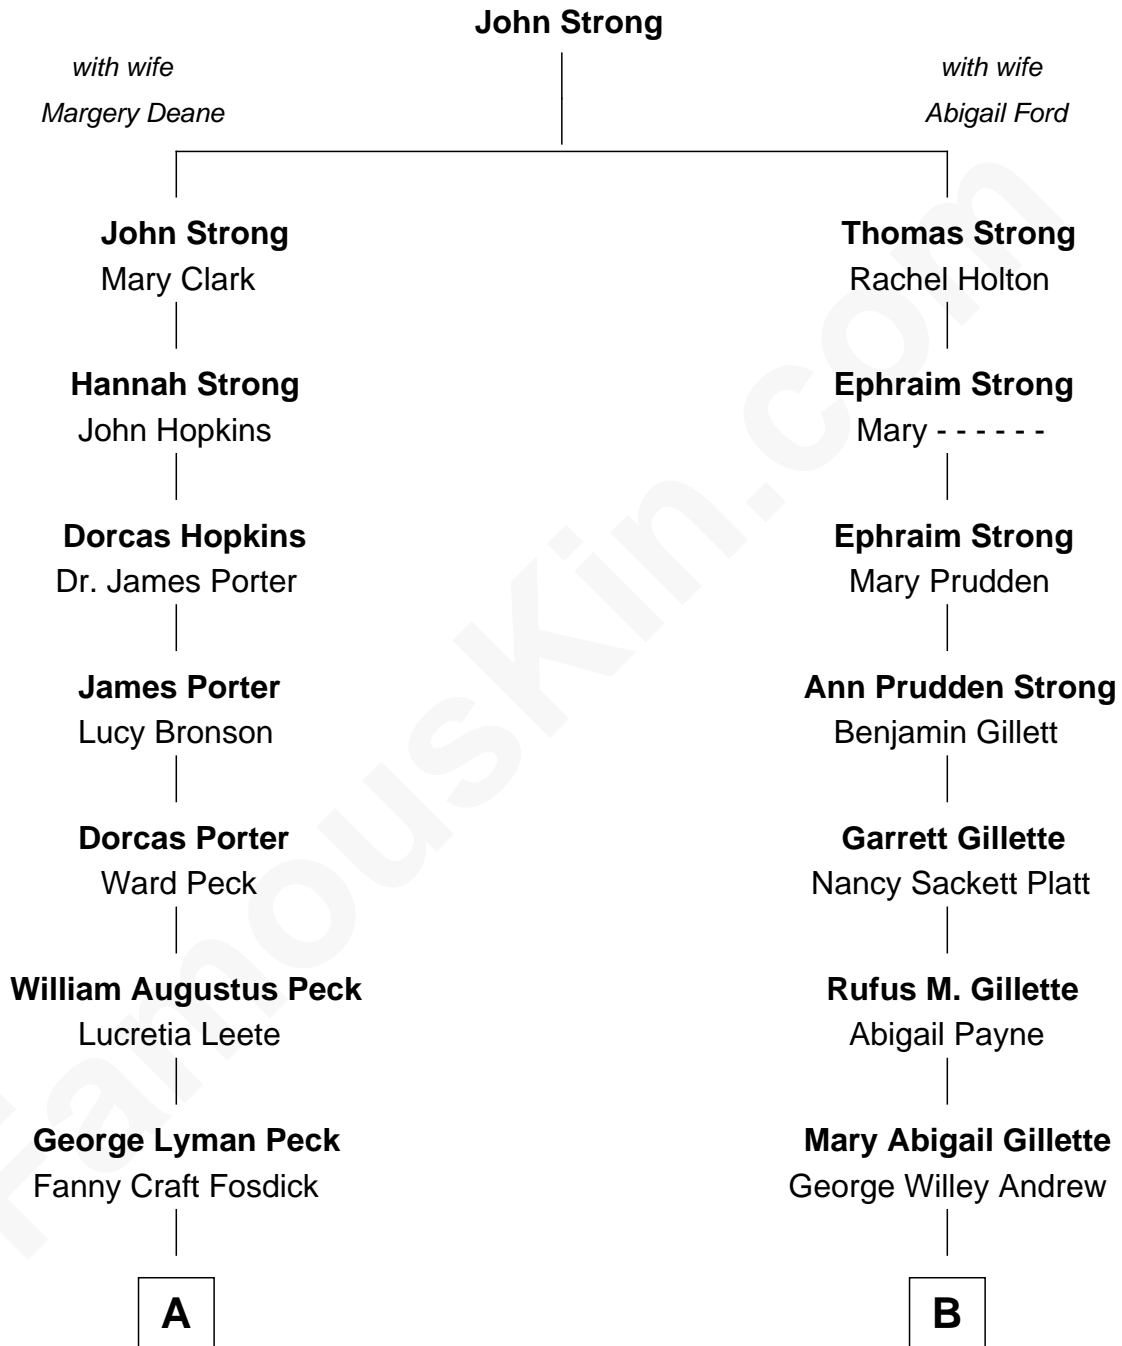 John Strong
with wife
Margery Deane
with wife
Abigail Ford
John Strong
Mary Clark
Thomas Strong
Rachel Holton
Hannah Strong
John Hopkins
Ephraim Strong
Mary - - - - - -
Dorcas Hopkins
Dr. James Porter
Ephraim Strong
Mary Prudden
James Porter
Lucy Bronson
Ann Prudden Strong
Benjamin Gillett
Dorcas Porter
Ward Peck
Garrett Gillette
Nancy Sackett Platt
William Augustus Peck
Lucretia Leete
Rufus M. Gillette
Abigail Payne
George Lyman Peck
Fanny Craft Fosdick
Mary Abigail Gillette
George Willey Andrew
A
B
FamousKin.com